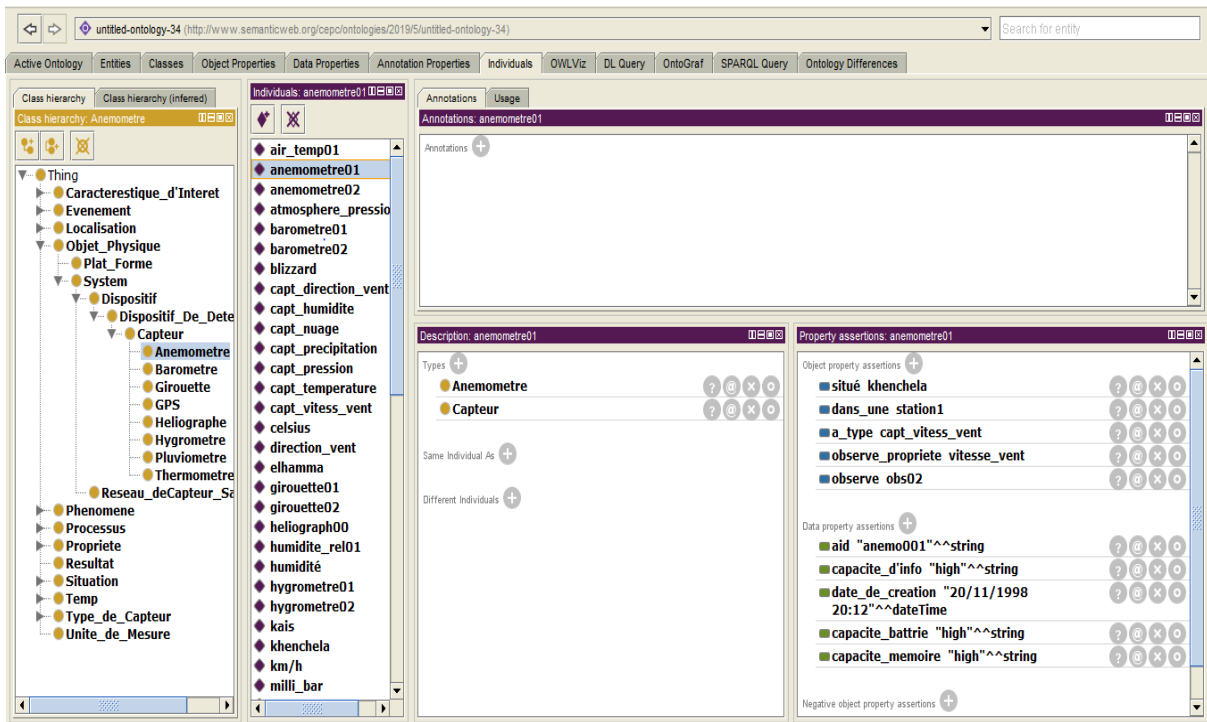 untitled-ontology-34 (http://www.semanticweb.org/cepc/ontologies/2019/5/untitled-ontology-34)
Search for entity
Active Ontology Entities Classes Object Properties Data Properties Annotation Properties Individuals OWLViz DL Query OntoGraf SPARQL Query Ontology Differences
Class hierarchy Class hierarchy (inferred)
Class hierarchy: Anemometre
Thing
Caracterestique_d'Interet
Evenement
Localisation
Objet_Physique
Plat_Forme
System
Dispositif
Dispositif_De_Dete
Capteur
Anemometre
Barometre
Girouette
GPS
Heliographe
Hygrometre
Pluviometre
Thermometre
Reseau_deCapteur_Sa
Phenomene
Processus
Propriete
Resultat
Situation
Temp
Type_de_Capteur
Unite_de_Mesure
Individuals: anemometre01
air_temp01
anemometre01
anemometre02
atmosphere_pressio
barometre01
barometre02
blizzard
capt_direction_vent
capt_humidite
capt_nuage
capt_precipitation
capt_pression
capt_temperature
capt_vitess_vent
celsius
direction_vent
elhamma
girouette01
girouette02
heliograph00
humidite_rel01
humidité
hygrometre01
hygrometre02
kais
khenchela
km/h
milli_bar
Annotations Usage
Annotations: anemometre01
Annotations
Description: anemometre01
Types
Anemometre
Capteur
Same Individual As
Different Individuals
Property assertions: anemometre01
Object property assertions
situé khenchela
dans_une station1
a_type capt_vitess_vent
observe_propriete vitesse_vent
observe obs02
Data property assertions
aid "anemo001"^^string
capacite_d'info "high"^^string
date_de_creation "20/11/1998
20:12"^^dateTime
capacite_battrie "high"^^string
capacite_memoire "high"^^string
Negative object property assertions